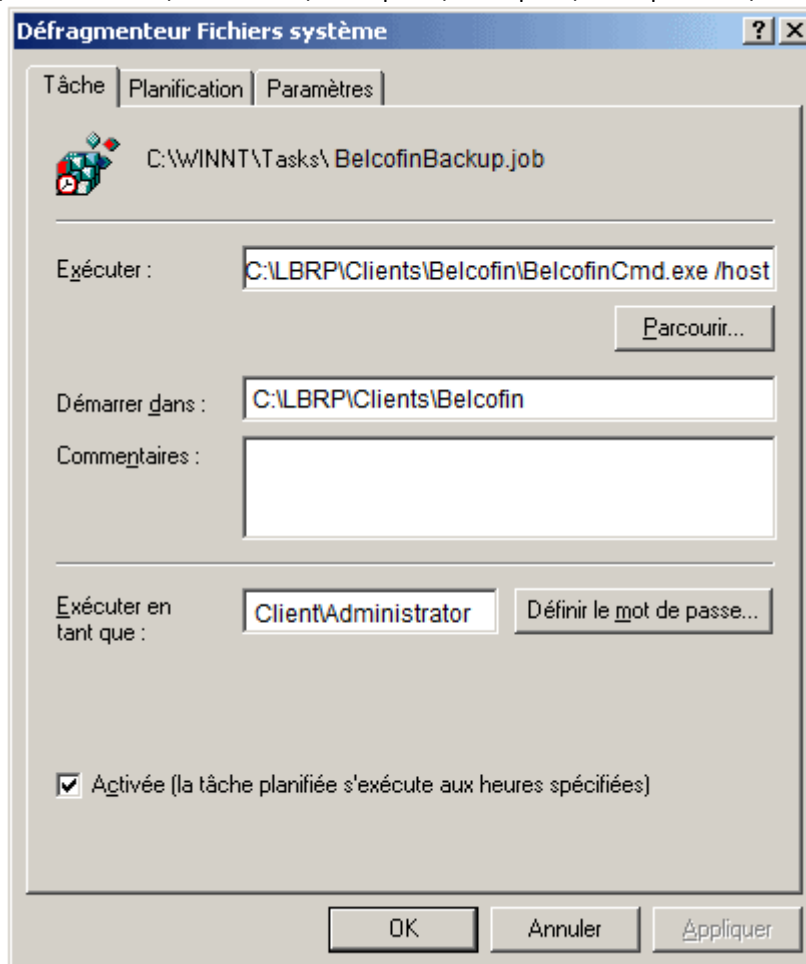 Défragmenteur Fichiers système
Tâche Planification Paramètres
C:\WINNT\Tasks\ BelcofinBackup.job
Exécuter : C:\LBRP\Clients\Belcofin\BelcofinCmd.exe /host
Parcourir...
Démarrer dans : C:\LBRP\Clients\Belcofin
Commentaires :
Exécuter en
tant que : Client\Administrator Définir le mot de passe...
Activée (la tâche planifiée s'exécute aux heures spécifiées)
OK Annuler Appliquer